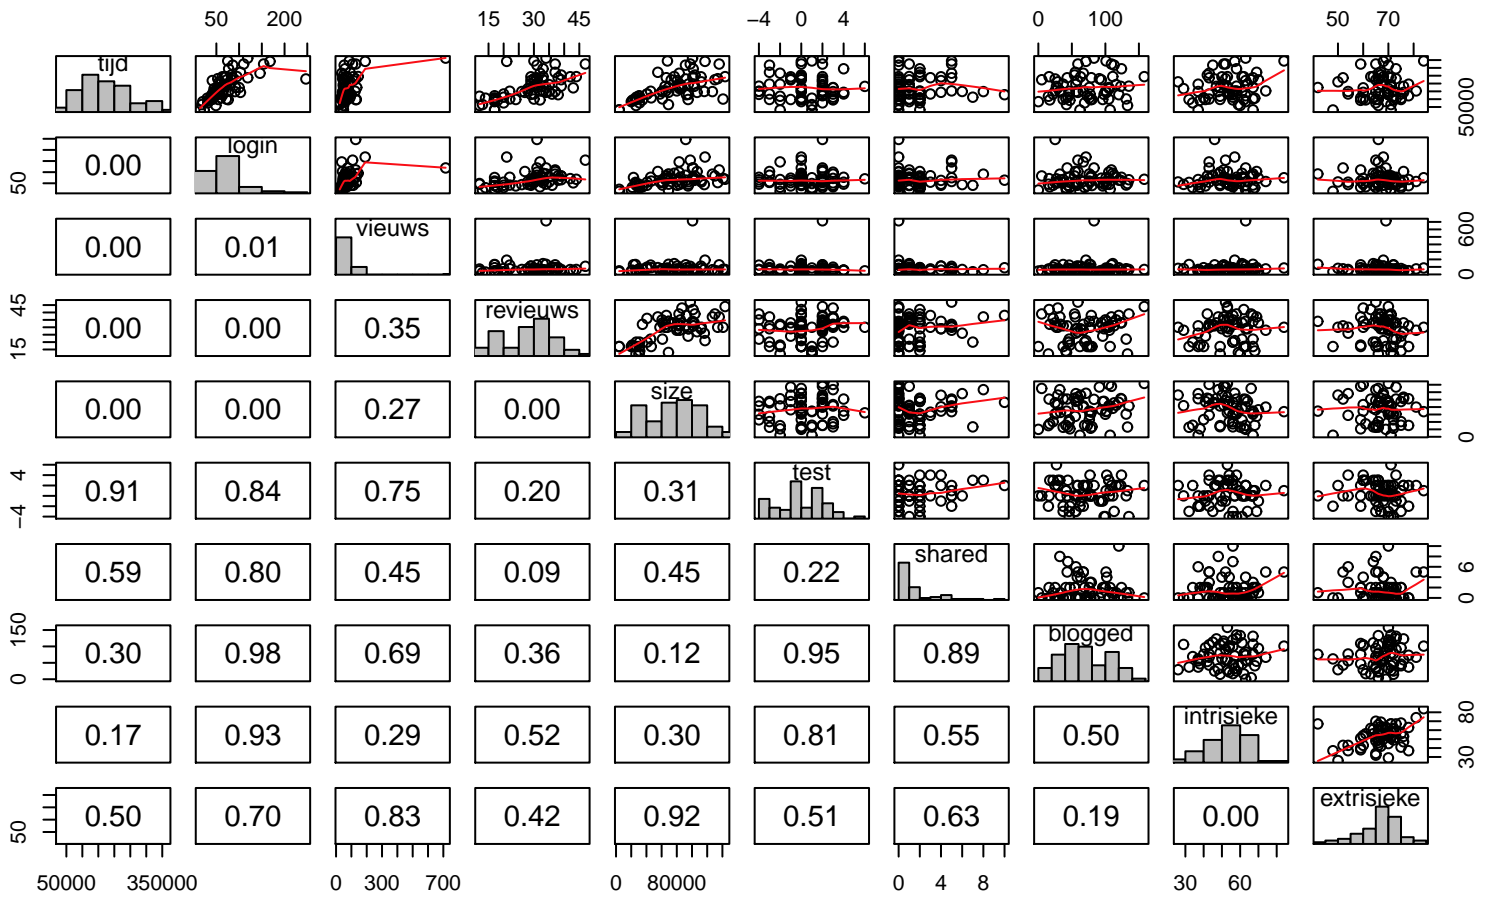 50 200 15 30 45 −4 0 4 0 100 50 70
tijd 50000
50 0.00 login
0.00 0.01 vieuws 0 600
15 45 0.00 0.00 0.35 revieuws
0.00 0.00 0.27 0.00 size 0
−4 4 0.91 0.84 0.75 0.20 0.31 test
0.59 0.80 0.45 0.09 0.45 0.22 shared 0 6
0 150 0.30 0.98 0.69 0.36 0.12 0.95 0.89 blogged
0.17 0.93 0.29 0.52 0.30 0.81 0.55 0.50 intrisieke 30 80
50 0.50 0.70 0.83 0.42 0.92 0.51 0.63 0.19 0.00 extrisieke
50000 350000 0 300 700 0 80000 0 4 8 30 60